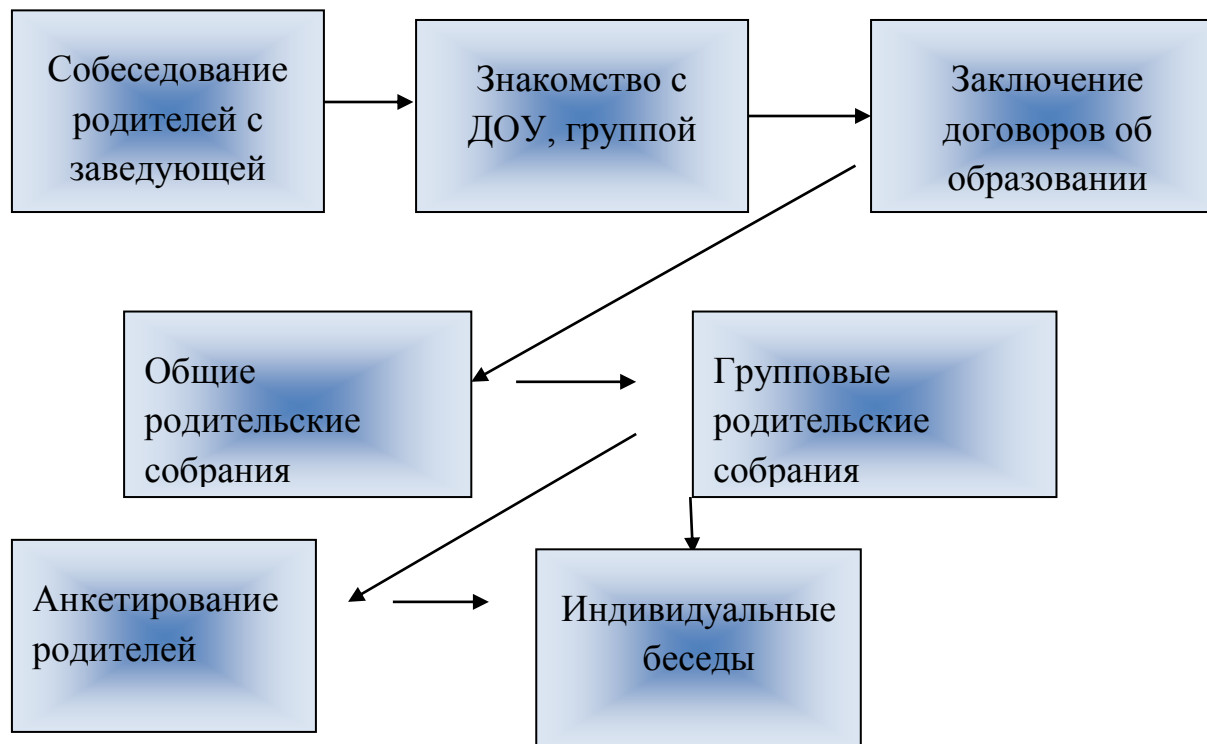 Собеседование
родителей с
заведующей
Знакомство с
ДОУ, группой
Заключение
договоров об
образовании
Общие
родительские
собрания
Групповые
родительские
собрания
Анкетирование
родителей
Индивидуальные
беседы